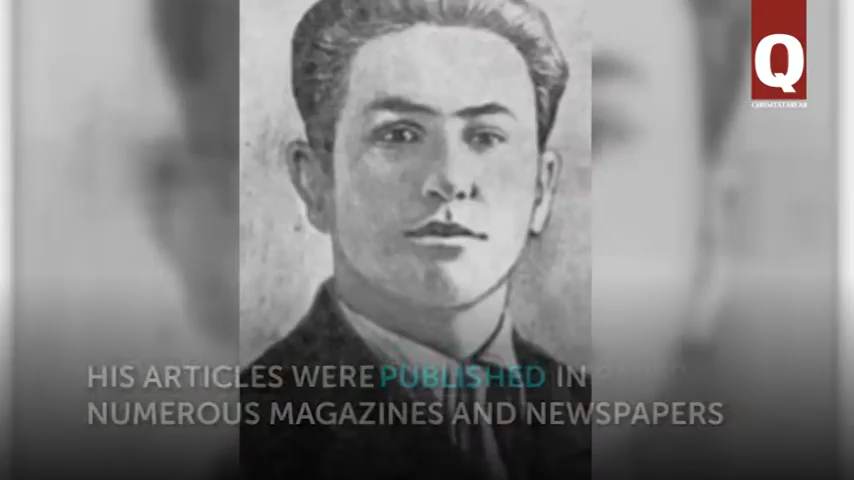 Q
HIS ARTICLES WERE PUBLISHED IN
NUMEROUS MAGAZINES AND NEWSPAPERS